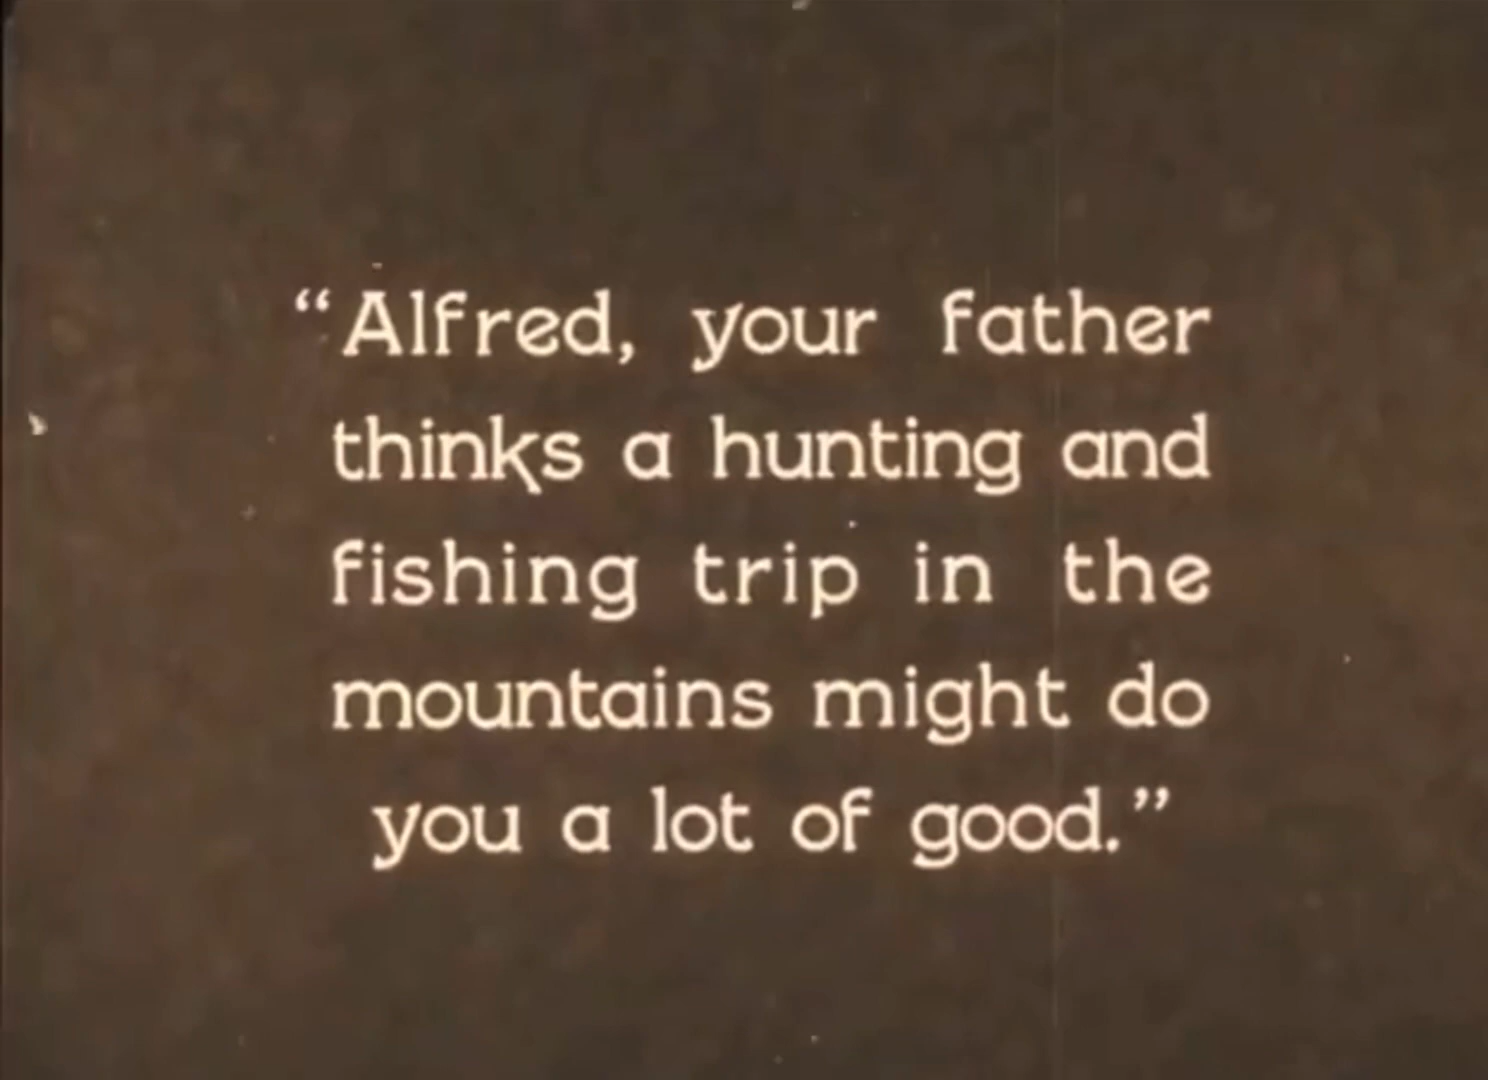 “Alfred, your father
thinks a hunting and
fishing trip in the
mountains might do
you a lot of good.”